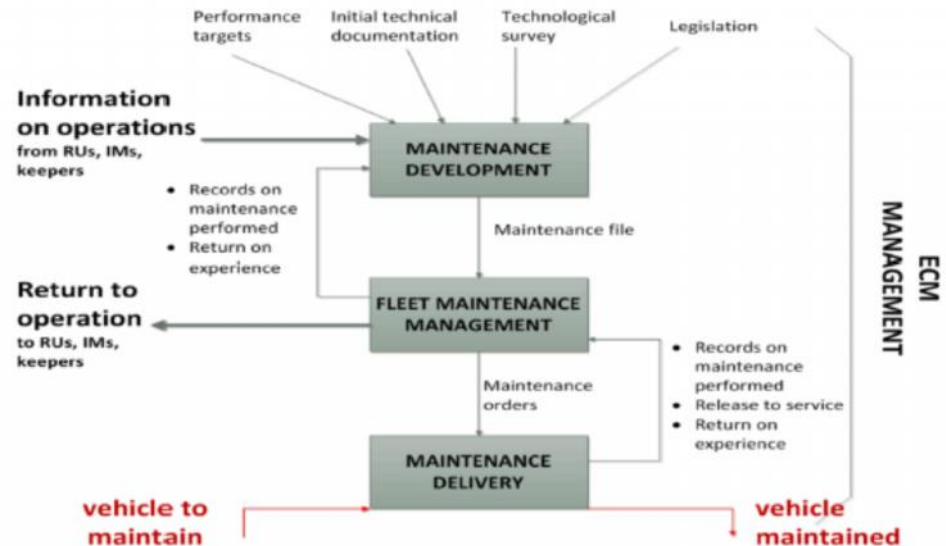 Performance
targets
Initial technical
documentation
Technological
survey
Legislation
Information
on operations
from RUs, IMs,
keepers
MAINTENANCE
DEVELOPMENT
• Records on
maintenance
performed
• Return on
experience
Maintenance file
Return to
operation
to RUs, IMs,
keepers
FLEET MAINTENANCE
MANAGEMENT
Maintenance
orders
• Records on
maintenance
performed
• Release to service
• Return on
experience
MAINTENANCE
DELIVERY
vehicle to
maintain
vehicle
maintained
ECM
MANAGEMENT